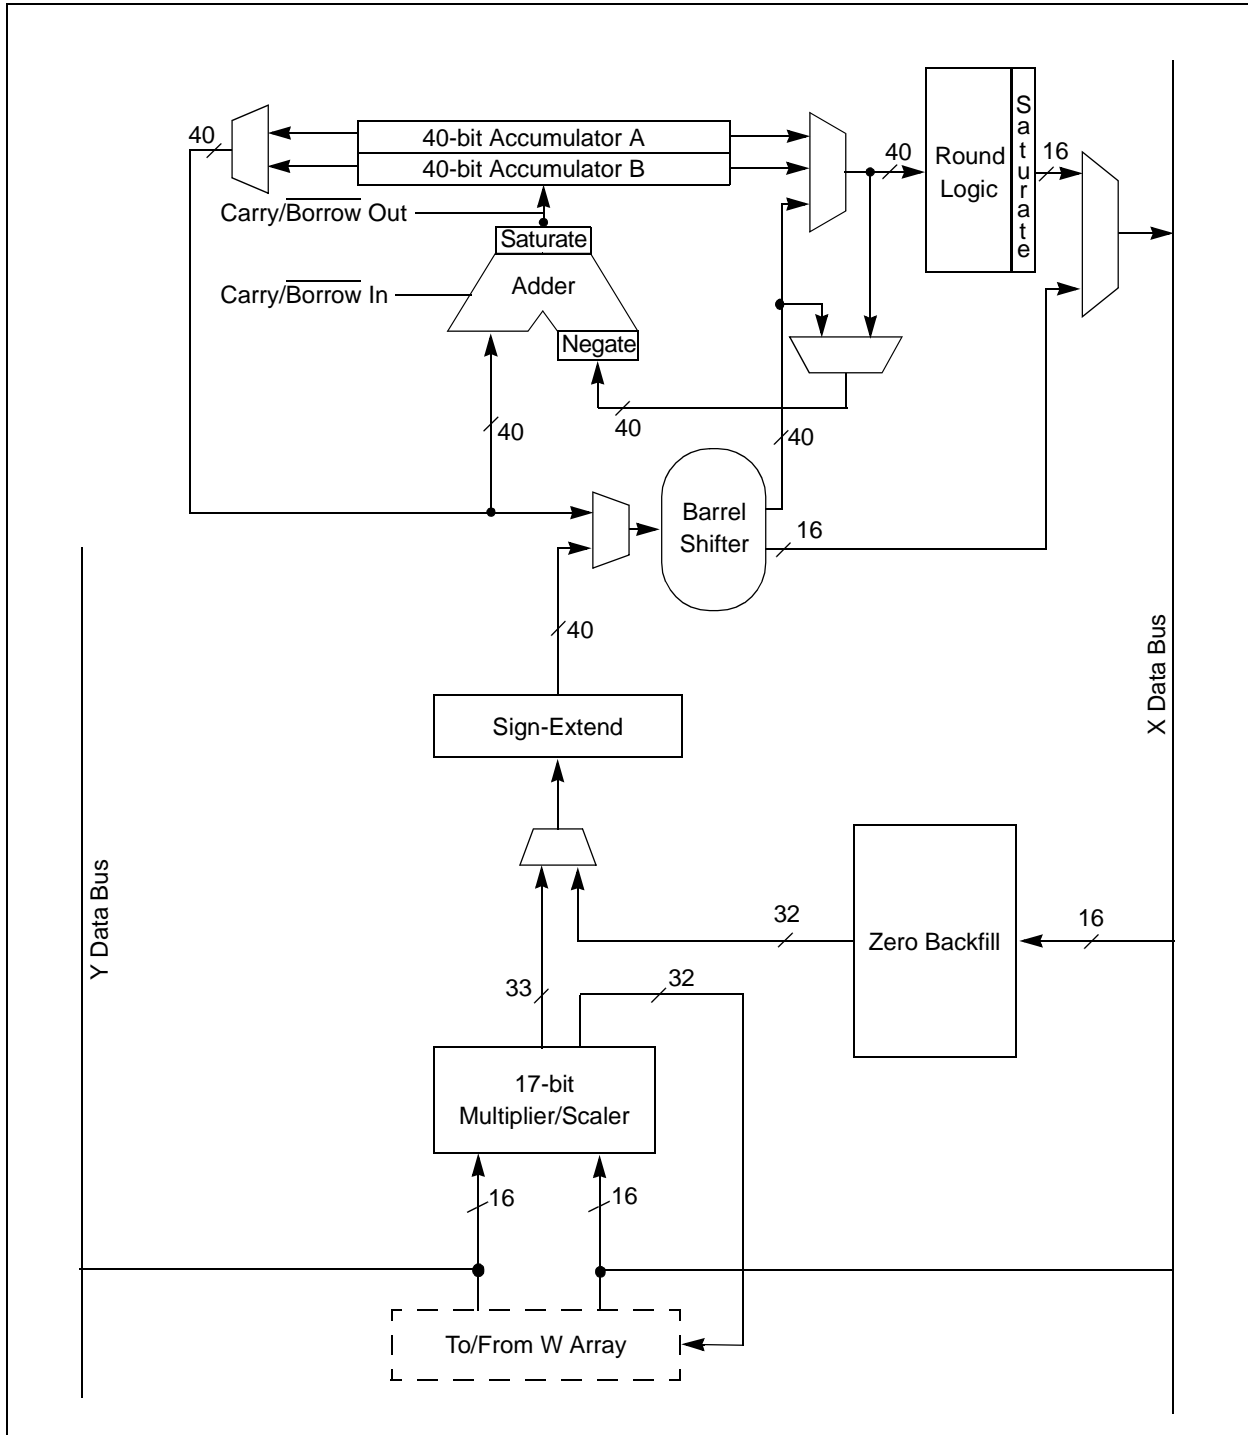 40
40-bit Accumulator A
40-bit Accumulator B
40
Round
Logic
Saturate
16
Carry/Borrow Out
Saturate
Carry/Borrow In
Adder
Negate
40
40
40
Barrel
Shifter
16
40
Sign-Extend
X Data Bus
Y Data Bus
32
Zero Backfill
16
33
32
17-bit
Multiplier/Scaler
16
16
To/From W Array